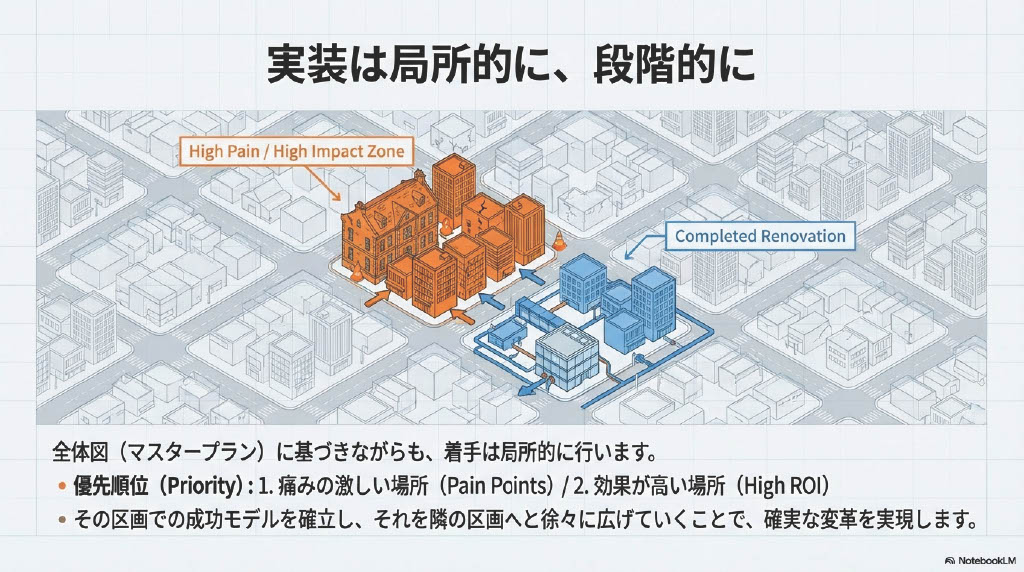 実装は局所的に、段階的に
High Pain / High Impact Zone
Completed Renovation
全体図（マスタープラン）に基づきながらも、着手は局所的に行います。
• 優先順位（Priority）: 1. 痛みの激しい場所（Pain Points）/ 2. 効果が高い場所（High ROI）
• その区画での成功モデルを確立し、それを隣の区画へと徐々に広げていくことで、確実な変革を実現します。
NotebookLM